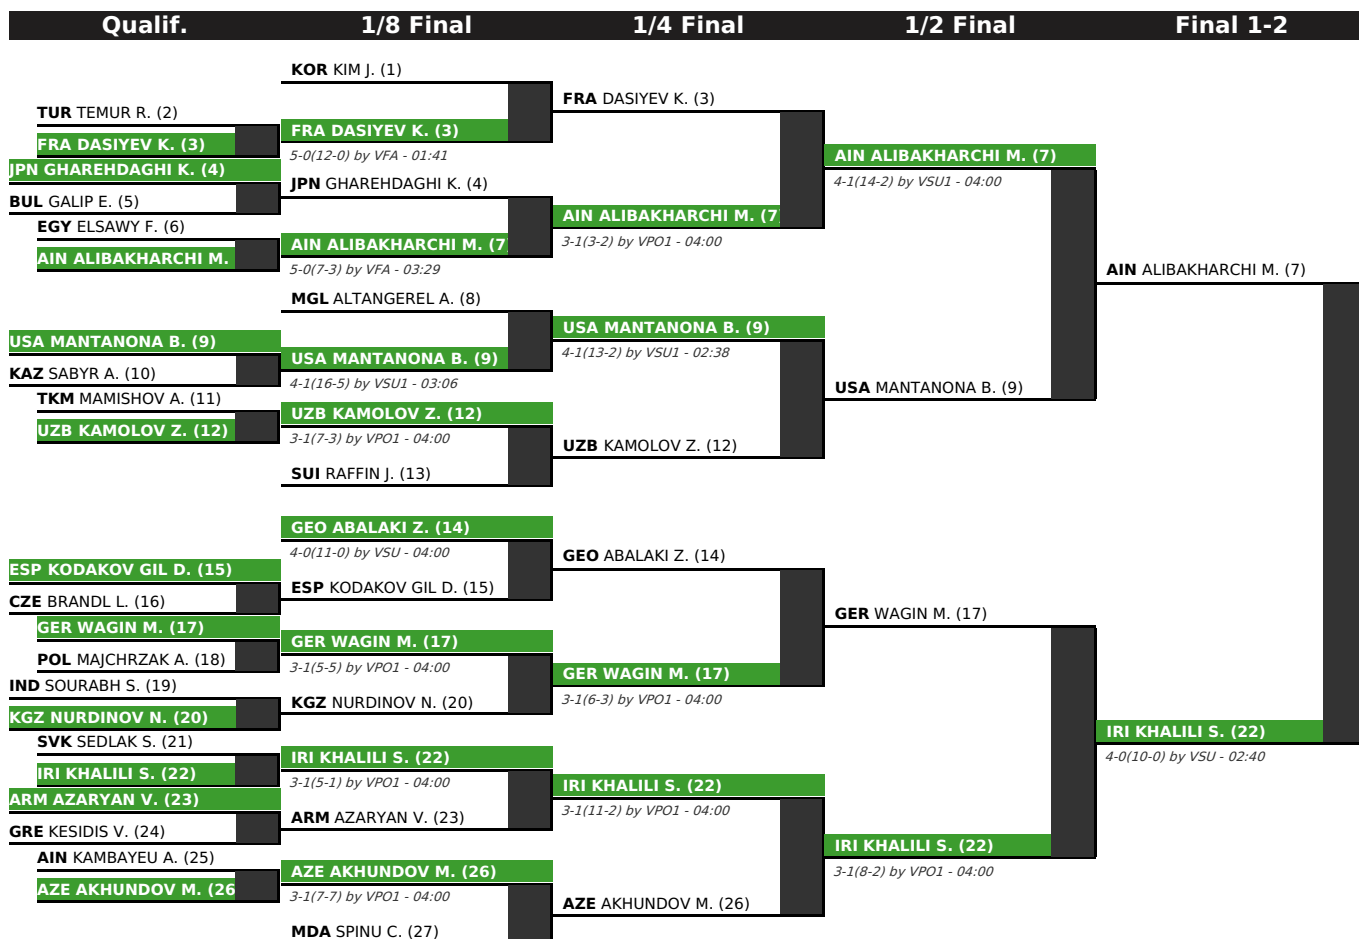 Qualif.
1/8 Final
1/4 Final
1/2 Final
Final 1-2
TUR TEMUR R. (2)
FRA DASIYEV K. (3)
JPN GHAREHDAGHI K. (4)
BUL GALIP E. (5)
EGY ELSAWY F. (6)
AIN ALIBAKHARCHI M.
USA MANTANONA B. (9)
KAZ SABYR A. (10)
TKM MAMISHOV A. (11)
UZB KAMOLOV Z. (12)
ESP KODAKOV GIL D. (15)
CZE BRANDL L. (16)
GER WAGIN M. (17)
POL MAJCHRZAK A. (18)
IND SOURABH S. (19)
KGZ NURDINOV N. (20)
SVK SEDLAK S. (21)
IRI KHALILI S. (22)
ARM AZARYAN V. (23)
GRE KESIDIS V. (24)
AIN KAMBAYEU A. (25)
AZE AKHUNDOV M. (26
KOR KIM J. (1)
FRA DASIYEV K. (3)
5-0(12-0) by VFA - 01:41
JPN GHAREHDAGHI K. (4)
AIN ALIBAKHARCHI M. (7
5-0(7-3) by VFA - 03:29
MGL ALTANGEREL A. (8)
USA MANTANONA B. (9)
4-1(16-5) by VSU1 - 03:06
UZB KAMOLOV Z. (12)
3-1(7-3) by VPO1 - 04:00
SUI RAFFIN J. (13)
GEO ABALAKI Z. (14)
4-0(11-0) by VSU - 04:00
ESP KODAKOV GIL D. (15)
GER WAGIN M. (17)
3-1(5-5) by VPO1 - 04:00
KGZ NURDINOV N. (20)
IRI KHALILI S. (22)
3-1(5-1) by VPO1 - 04:00
ARM AZARYAN V. (23)
AZE AKHUNDOV M. (26)
3-1(7-7) by VPO1 - 04:00
MDA SPINU C. (27)
FRA DASIYEV K. (3)
AIN ALIBAKHARCHI M. (7
3-1(3-2) by VPO1 - 04:00
USA MANTANONA B. (9)
4-1(13-2) by VSU1 - 02:38
UZB KAMOLOV Z. (12)
GEO ABALAKI Z. (14)
GER WAGIN M. (17)
3-1(6-3) by VPO1 - 04:00
IRI KHALILI S. (22)
3-1(11-2) by VPO1 - 04:00
AZE AKHUNDOV M. (26)
AIN ALIBAKHARCHI M. (7)
4-1(14-2) by VSU1 - 04:00
USA MANTANONA B. (9)
GER WAGIN M. (17)
IRI KHALILI S. (22)
3-1(8-2) by VPO1 - 04:00
AIN ALIBAKHARCHI M. (7)
IRI KHALILI S. (22)
4-0(10-0) by VSU - 02:40